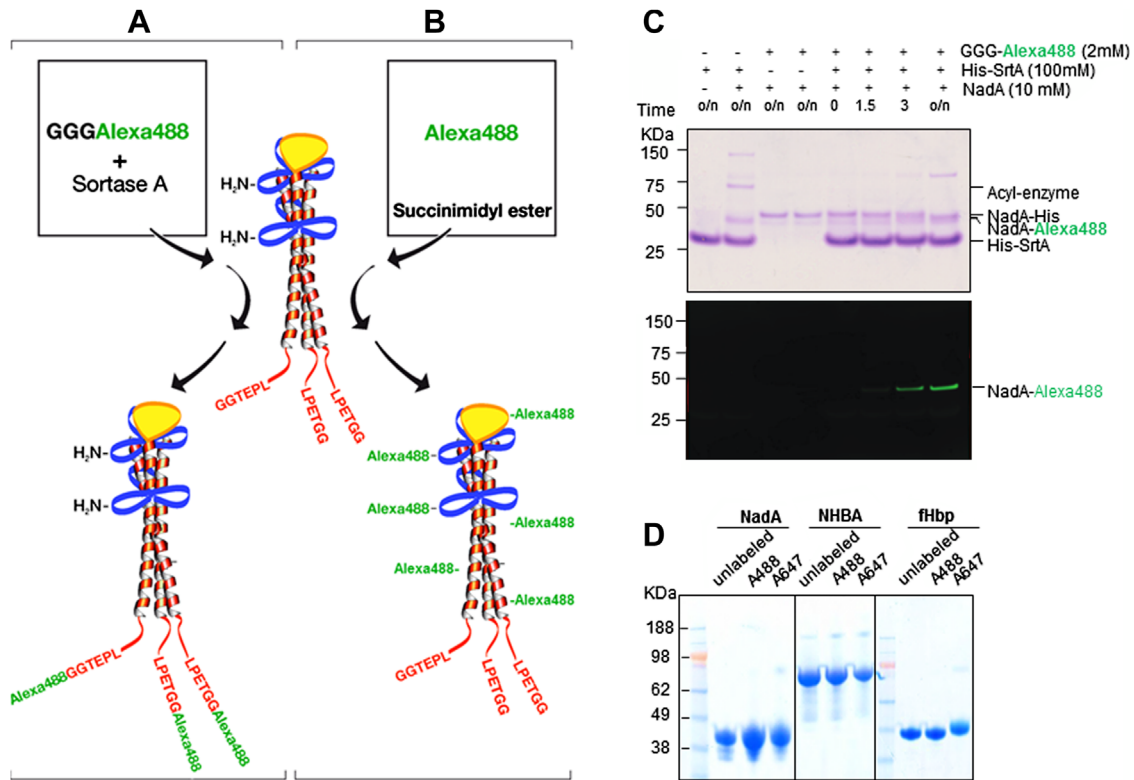 A
B
GGGAlexa488
+
Sortase A
Alexa488
Succinimidyl ester
H₂N-
H₂N-
GGTEPL
LPETGG
LPETGG
H₂N-
H₂N-
Alexa488GGTEPL
LPETGGAlexa488
LPETGGAlexa488
-Alexa488
Alexa488-
Alexa488-
-Alexa488
Alexa488-
-Alexa488
GGTEPL
LPETGG
LPETGG
C
- - + + + + + + GGG-Alexa488 (2mM)
+ + - - + + + + His-SrtA (100mM)
- + + + + + + + NadA (10 mM)
Time o/n o/n o/n o/n 0 1.5 3 o/n
KDa
150
75
50
25
Acyl-enzyme
NadA-His
NadA-Alexa488
His-SrtA
150
75
50
25
NadA-Alexa488
D
NadA NHBA fHbp
unlabeled A488 A647 unlabeled A488 A647 unlabeled A488 A647
KDa
188
98
62
49
38